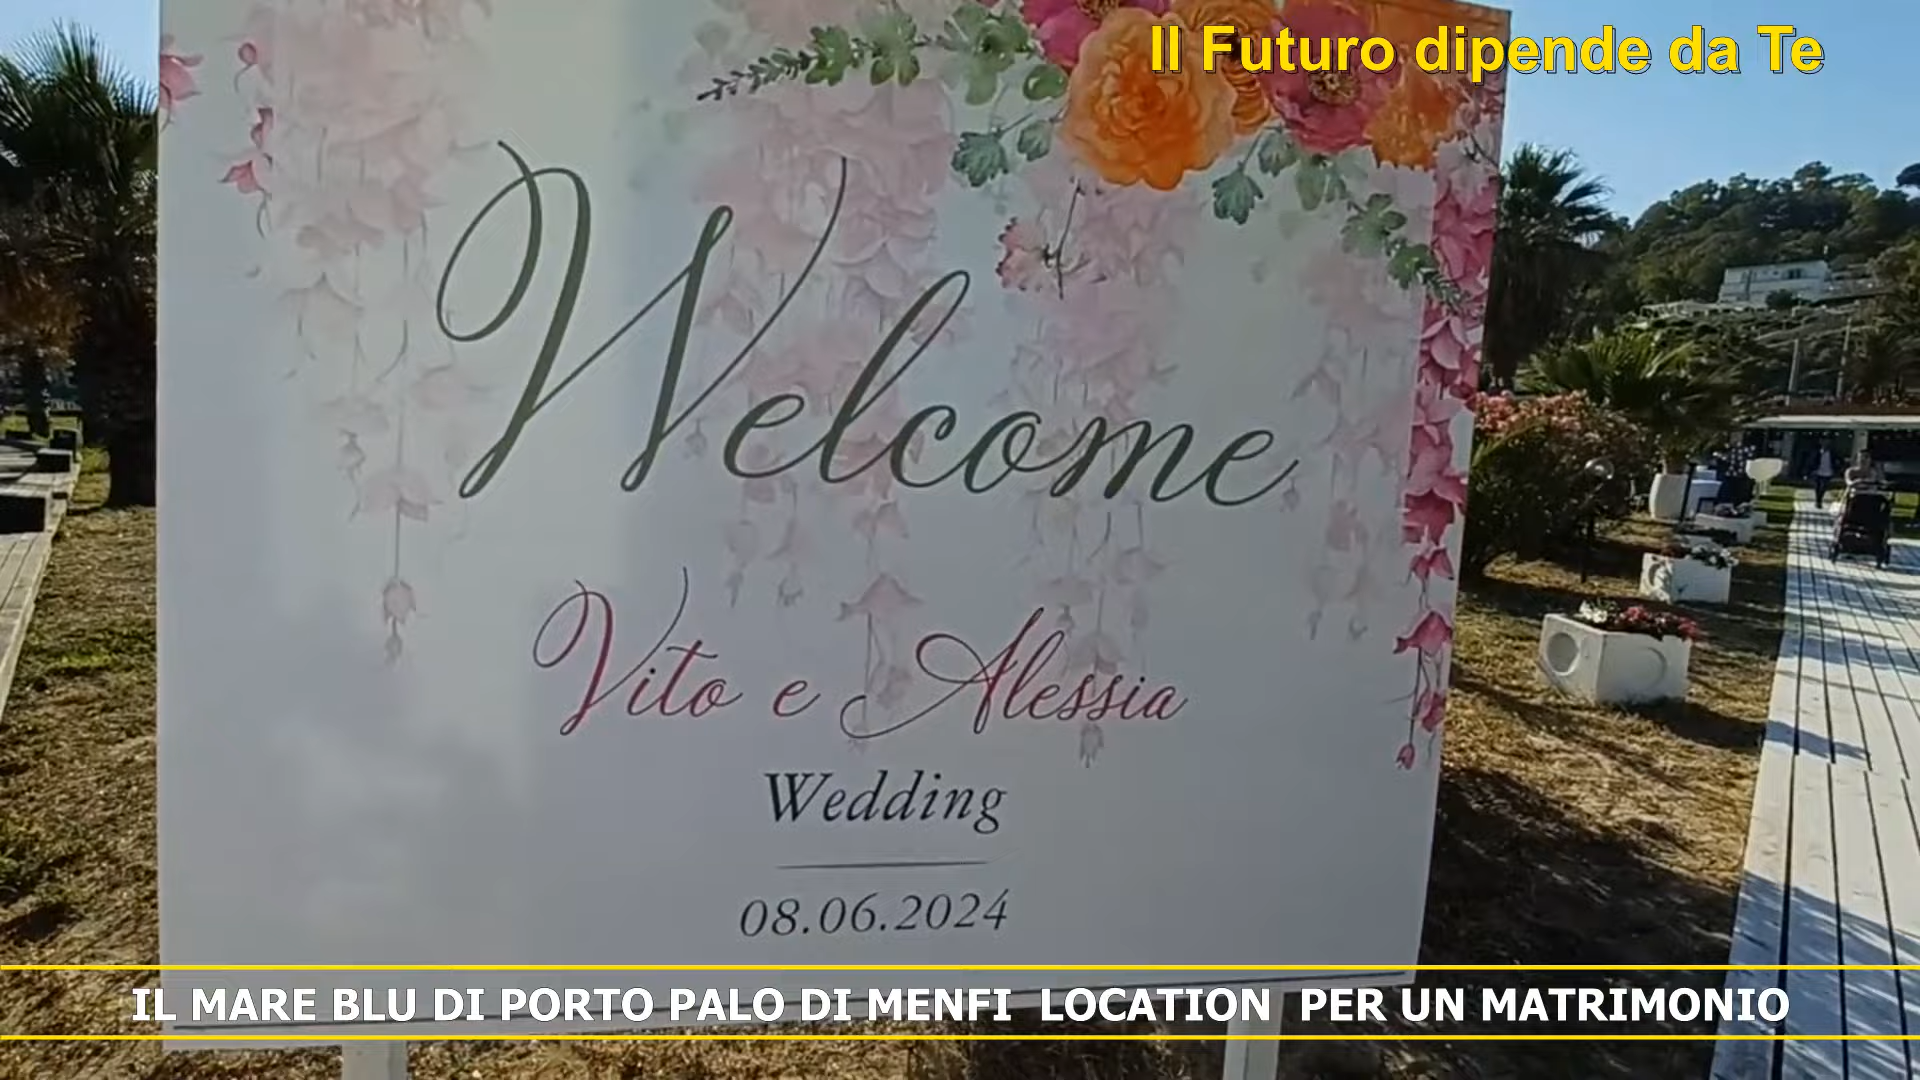 Il Futuro dipende da Te
Welcome
Vito e Alessia
Wedding
08.06.2024
IL MARE BLU DI PORTO PALO DI MENFI LOCATION PER UN MATRIMONIO